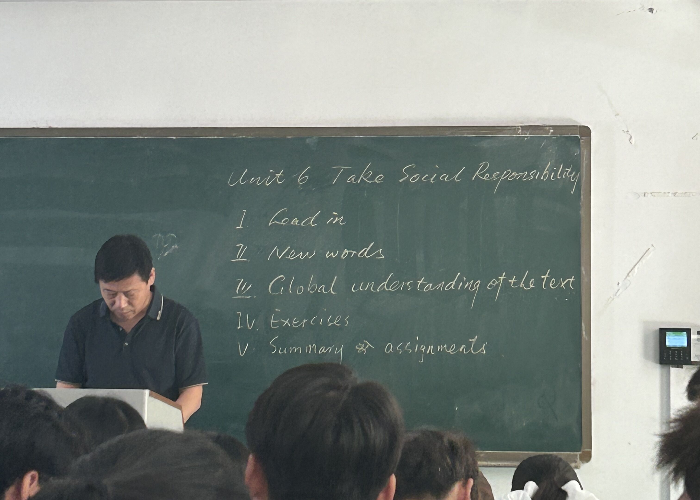 Unit 6 Take Social Responsibility
I Lead in
II New words
III Global understanding of the text
IV. Exercises
V. Summary & assignments